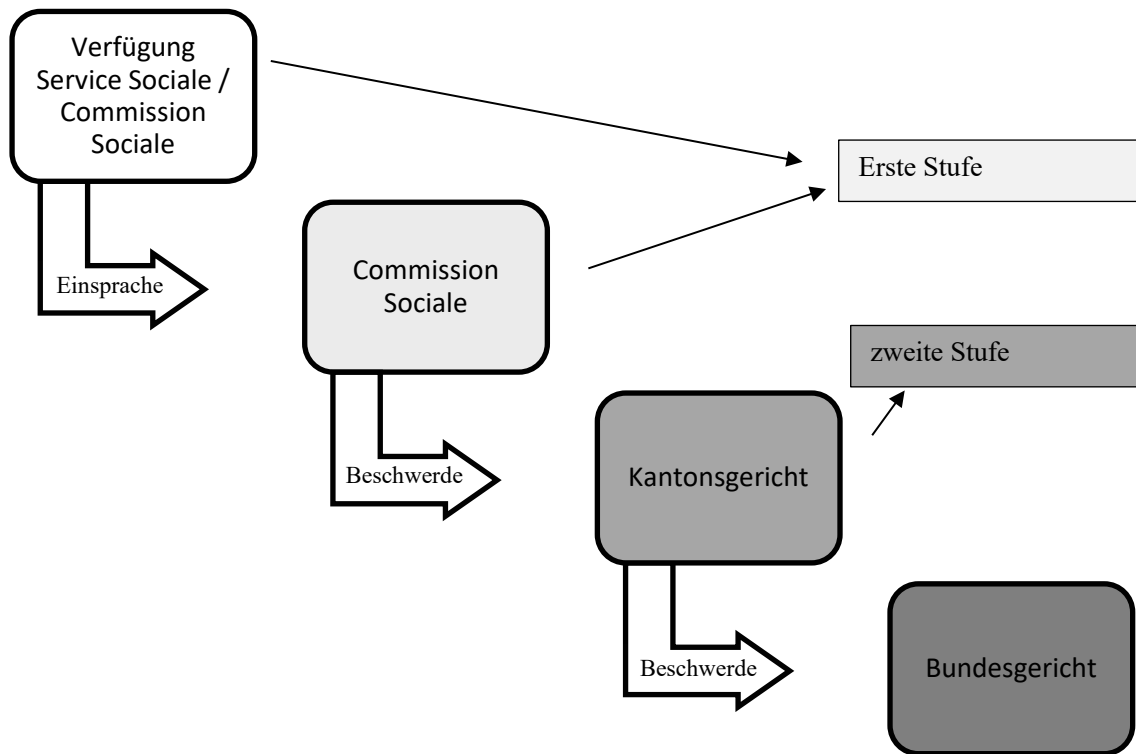 Verfügung
Service Sociale /
Commission
Sociale
Erste Stufe
Einsprache
Commission
Sociale
zweite Stufe
Beschwerde
Kantonsgericht
Beschwerde
Bundesgericht